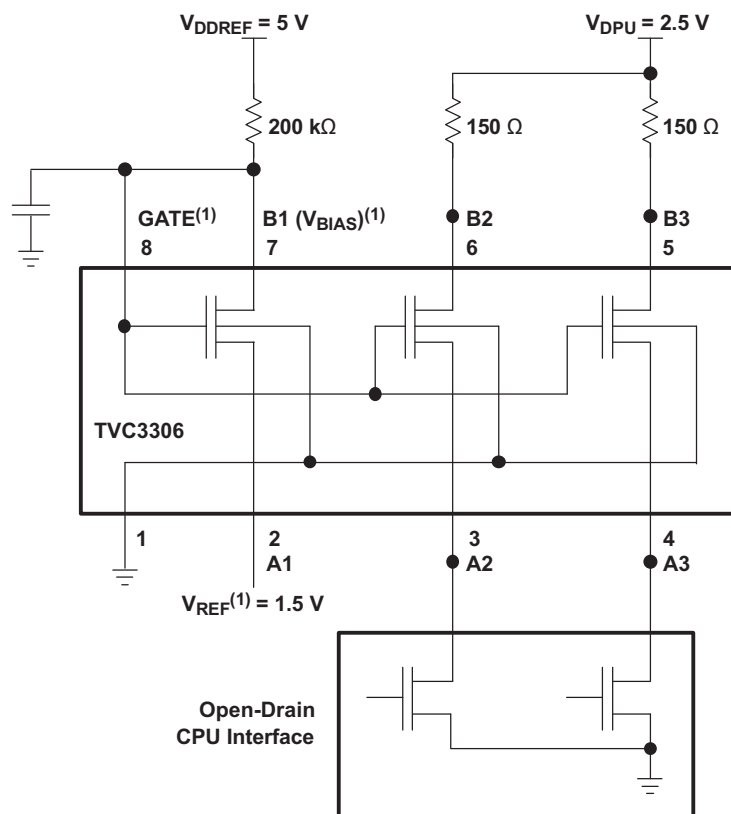 V_DDREF = 5 V
V_DPU = 2.5 V
200 kΩ
150 Ω
150 Ω
GATE(1)
B1 (V_BIAS)(1)
B2
B3
8
7
6
5
TVC3306
1
2
3
4
A1
A2
A3
V_REF(1) = 1.5 V
Open-Drain
CPU Interface